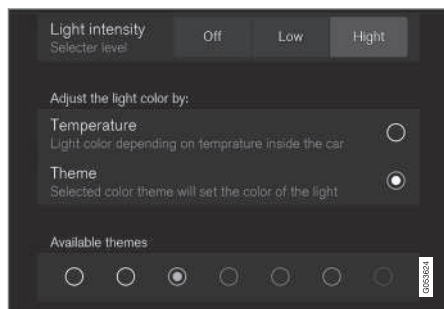 Light intensity
Selecter level
Off
Low
Hight
Adjust the light color by:
Temperature
Light color depending on temprature inside the car
Theme
Selected color theme will set the color of the light
Available themes
G053624